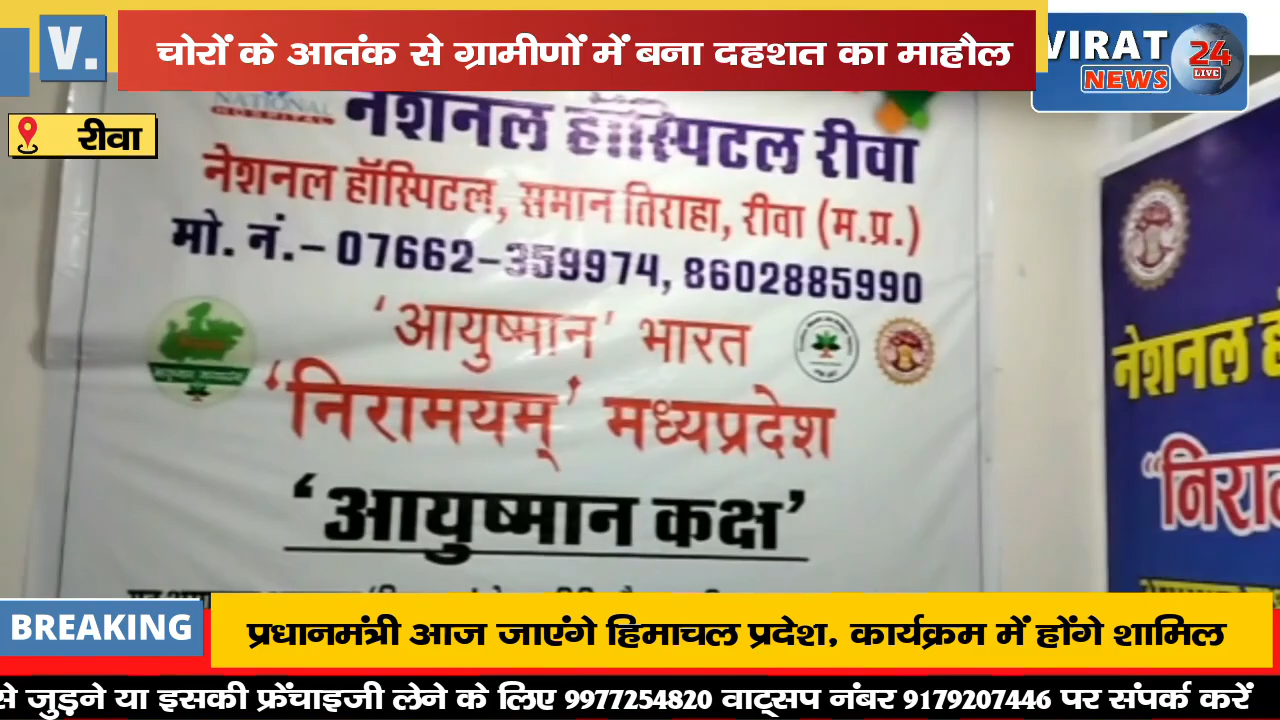 V.
चोरों के आतंक से ग्रामीणों में बना दहशत का माहौल
VIRAT
24
NEWS
LIVE
रीवा
NATIONAL
HOSPITAL
नेशनल हॉस्पिटल रीवा
नेशनल हॉस्पिटल, समान तिराहा, रीवा (म.प्र.)
मो. नं.– 07662–359974, 8602885990
‘आयुष्मान’ भारत
‘निरामयम्’ मध्यप्रदेश
‘आयुष्मान कक्ष’
नेशनल
“निरा
BREAKING
प्रधानमंत्री आज जाएंगे हिमाचल प्रदेश, कार्यक्रम में होंगे शामिल
से जुड़ने या इसकी फ्रेंचाइजी लेने के लिए 9977254820 वाट्सप नंबर 9179207446 पर संपर्क करें